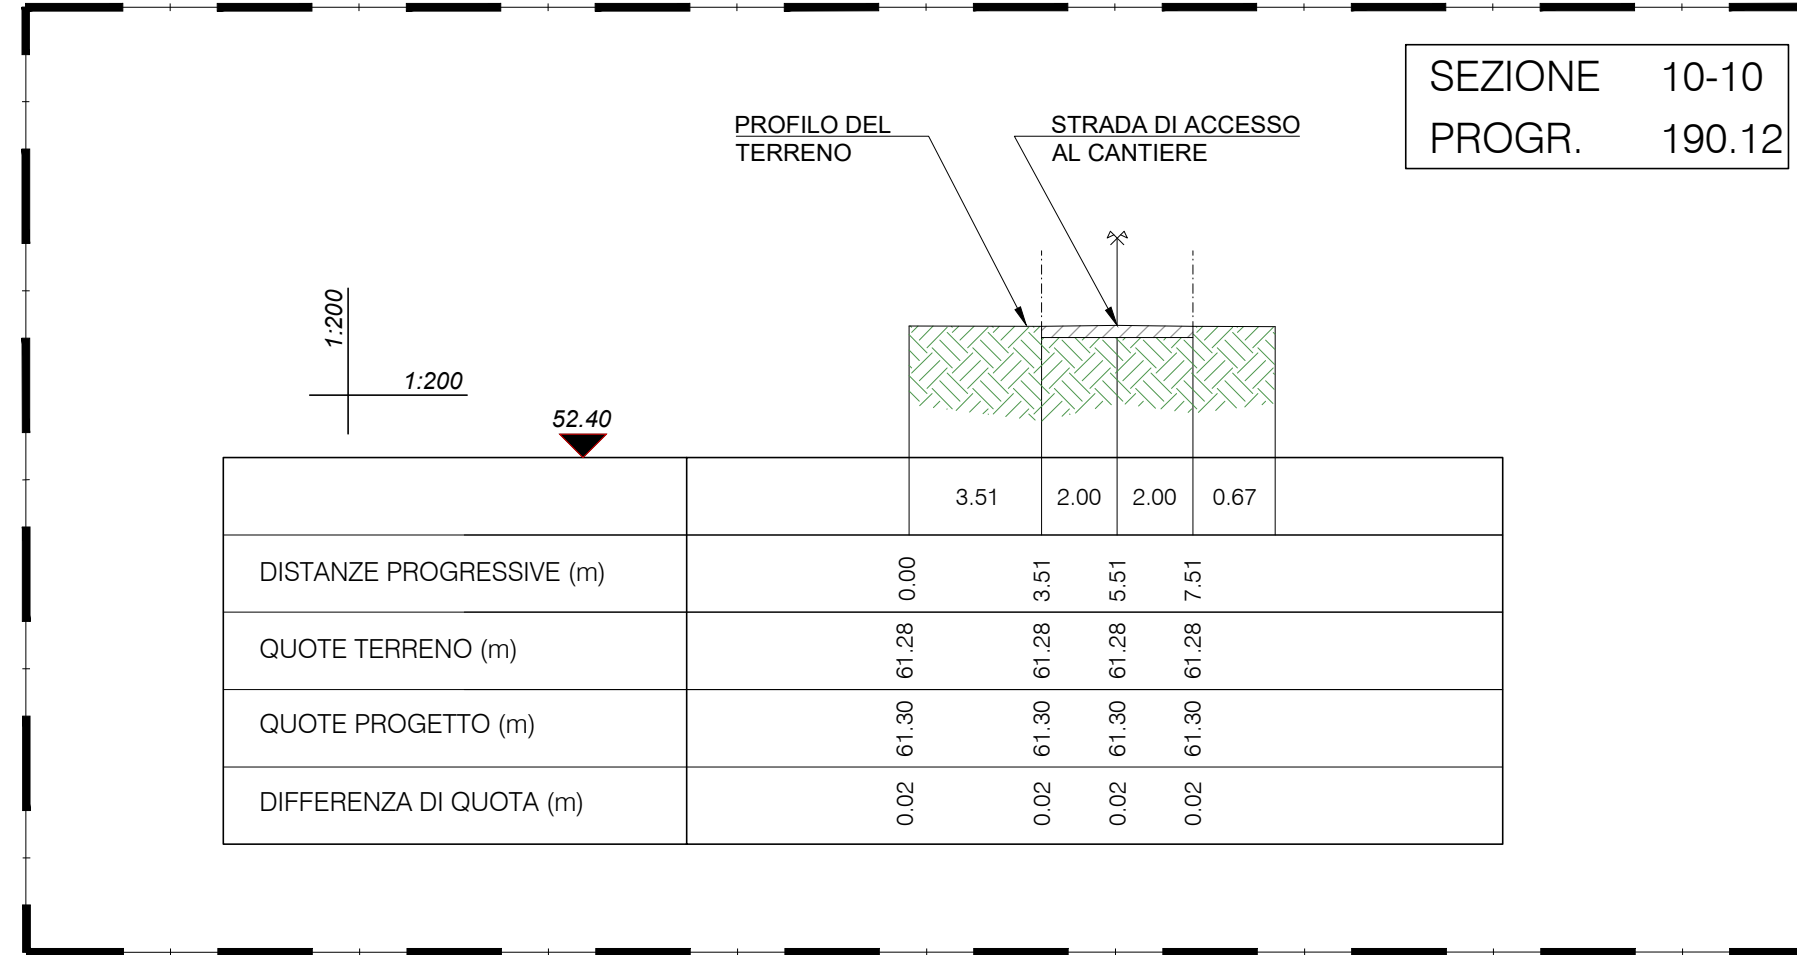 SEZIONE 10-10
PROGR. 190.12
PROFILO DEL
TERRENO
STRADA DI ACCESSO
AL CANTIERE
1:200
1:200
52.40
3.51 2.00 2.00 0.67
DISTANZE PROGRESSIVE (m) 0.00 3.51 5.51 7.51
QUOTE TERRENO (m) 61.28 61.28 61.28 61.28
QUOTE PROGETTO (m) 61.30 61.30 61.30 61.30
DIFFERENZA DI QUOTA (m) 0.02 0.02 0.02 0.02